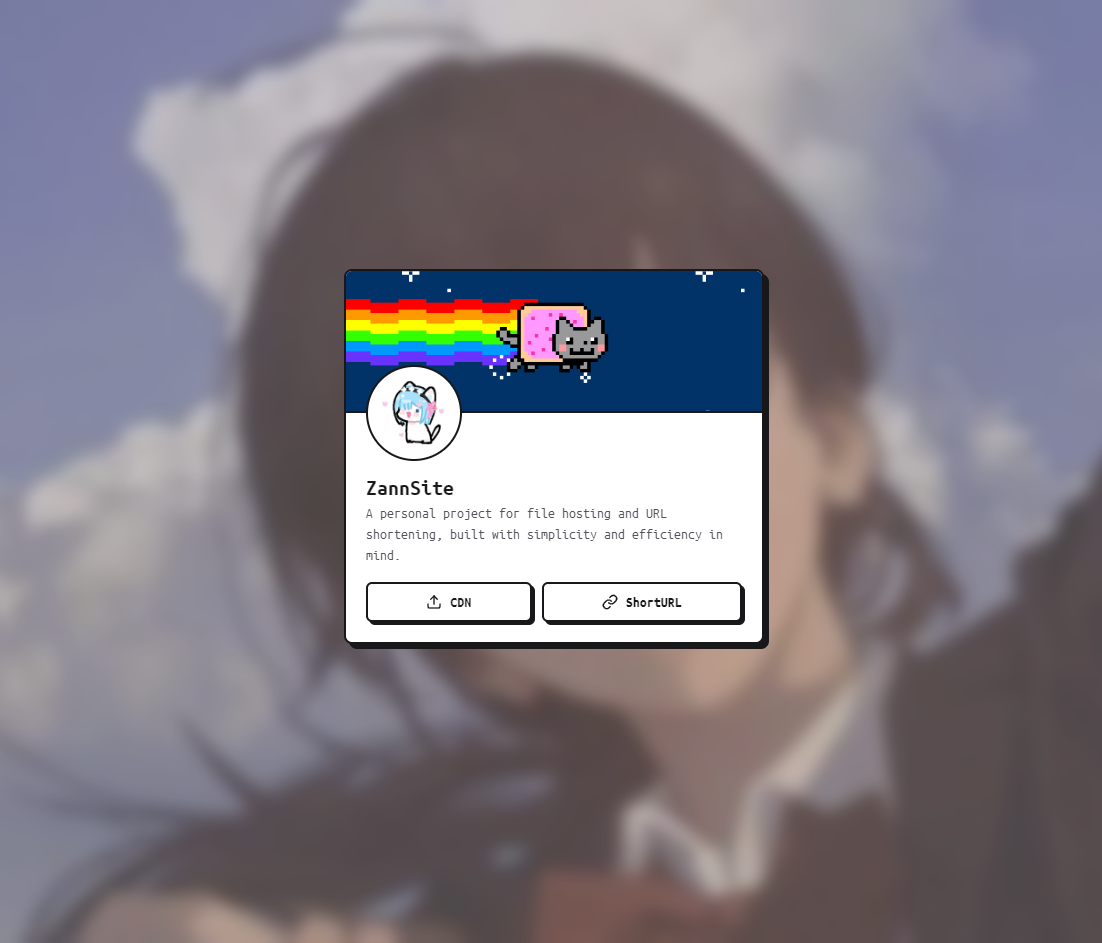 ZannSite
A personal project for file hosting and URL
shortening, built with simplicity and efficiency in
mind.
CDN
ShortURL